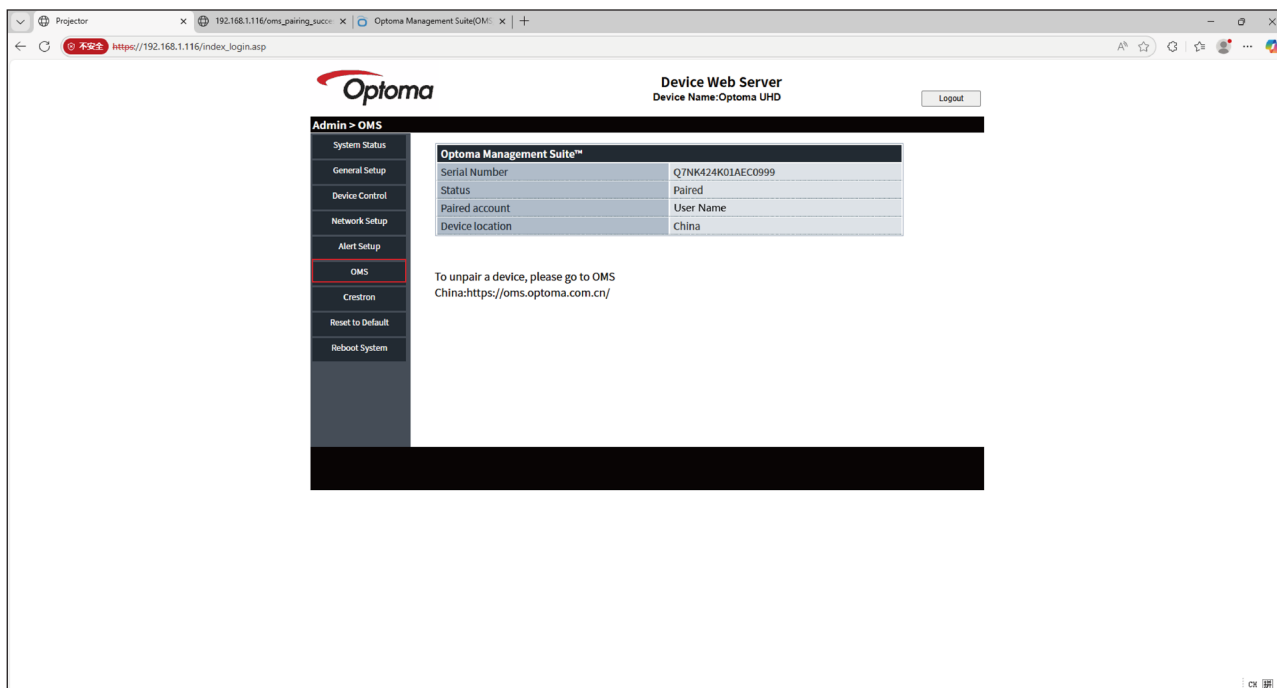 Projector
192.168.1.116/oms_pairing_succe
Optoma Management Suite(OMS
不安全 https://192.168.1.116/index_login.asp
Optoma
Device Web Server
Device Name:Optoma UHD
Logout
Admin > OMS
System Status
General Setup
Device Control
Network Setup
Alert Setup
OMS
Crestron
Reset to Default
Reboot System
Optoma Management Suite™
Serial Number Q7NK424K01AEC0999
Status Paired
Paired account User Name
Device location China
To unpair a device, please go to OMS
China:https://oms.optoma.com.cn/
CH